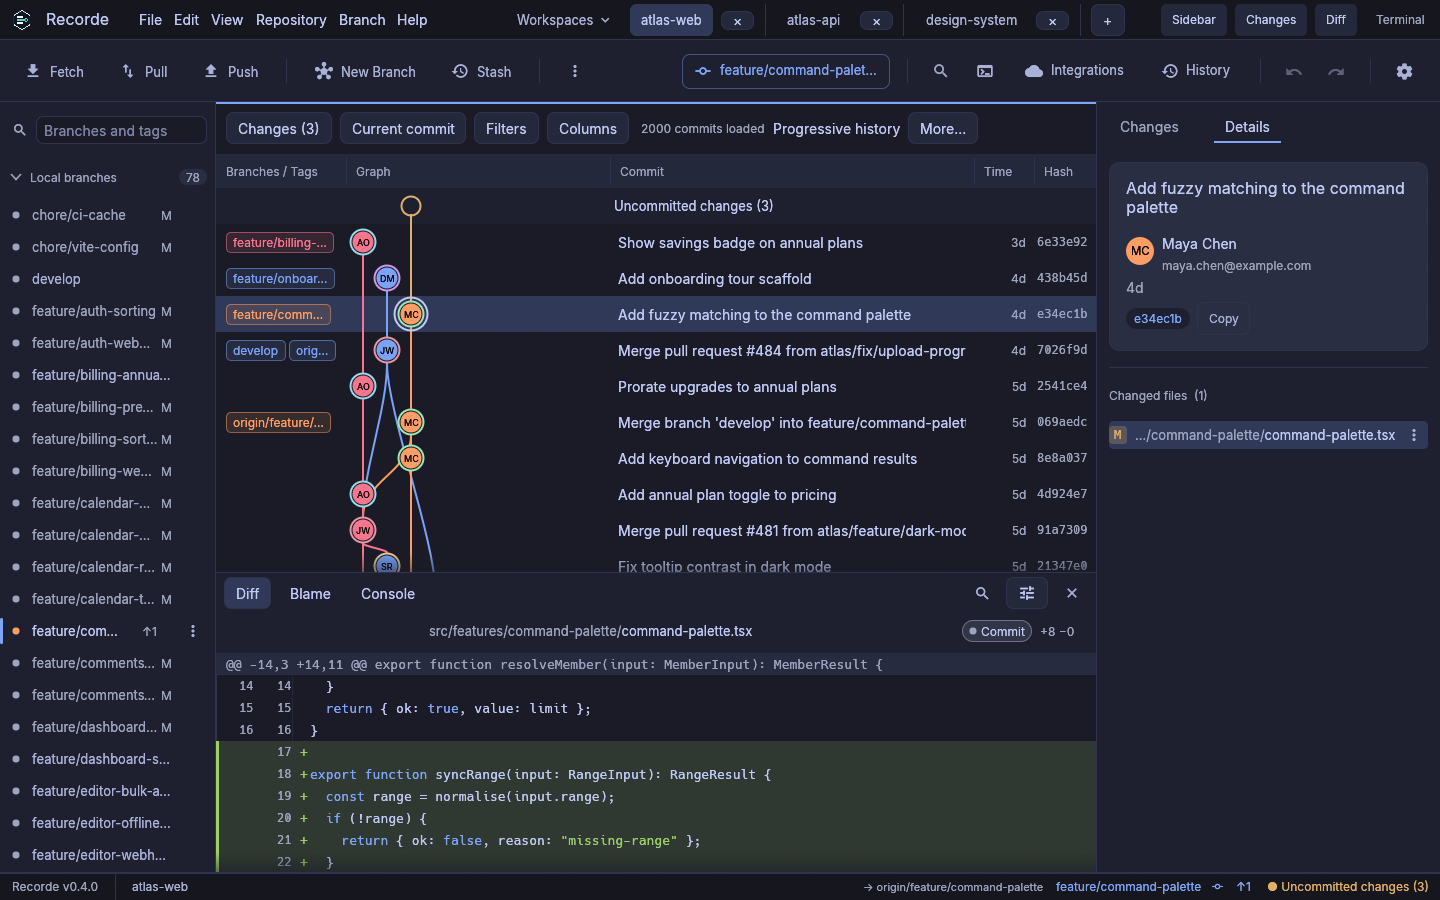 Recorde File Edit View Repository Branch Help Workspaces atlas-web × atlas-api × design-system × + Sidebar Changes Diff Terminal
Fetch Pull Push New Branch Stash feature/command-palet... Integrations History
Branches and tags
Local branches 78
chore/ci-cache M
chore/vite-config M
develop
feature/auth-sorting M
feature/auth-web... M
feature/billing-annua...
feature/billing-pre... M
feature/billing-sort... M
feature/billing-we... M
feature/calendar-... M
feature/calendar-... M
feature/calendar-r... M
feature/calendar-t... M
feature/com... ↑1
feature/comments... M
feature/comments... M
feature/dashboard... M
feature/dashboard-s...
feature/editor-bulk-a...
feature/editor-offline...
feature/editor-webh...
Changes (3) Current commit Filters Columns 2000 commits loaded Progressive history More...
Branches / Tags Graph Commit Time Hash
Uncommitted changes (3)
feature/billing-... AO Show savings badge on annual plans 3d 6e33e92
feature/onboar... DM Add onboarding tour scaffold 4d 438b45d
feature/comm... MC Add fuzzy matching to the command palette 4d e34ec1b
develop orig... JW Merge pull request #484 from atlas/fix/upload-progr 4d 7026f9d
AO Prorate upgrades to annual plans 5d 2541ce4
origin/feature/... MC Merge branch 'develop' into feature/command-palet 5d 069aedc
MC Add keyboard navigation to command results 5d 8e8a037
AO Add annual plan toggle to pricing 5d 4d924e7
JW Merge pull request #481 from atlas/feature/dark-moc 5d 91a7309
SR Fix tooltip contrast in dark mode 5d 21347e0
Diff Blame Console
src/features/command-palette/command-palette.tsx Commit +8 −0
@@ -14,3 +14,11 @@ export function resolveMember(input: MemberInput): MemberResult {
14 14 }
15 15 return { ok: true, value: limit };
16 16 }
17 +
18 +export function syncRange(input: RangeInput): RangeResult {
19 + const range = normalise(input.range);
20 + if (!range) {
21 + return { ok: false, reason: "missing-range" };
22 + }
Changes Details
Add fuzzy matching to the command
palette
MC Maya Chen
maya.chen@example.com
4d
e34ec1b Copy
Changed files (1)
M .../command-palette/command-palette.tsx
Recorde v0.4.0 atlas-web → origin/feature/command-palette feature/command-palette ↑1 Uncommitted changes (3)